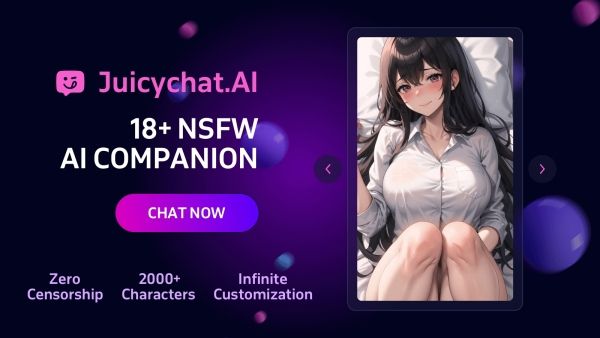 Juicychat.AI
18+ NSFW
AI COMPANION
CHAT NOW
Zero
Censorship
2000+
Characters
Infinite
Customization